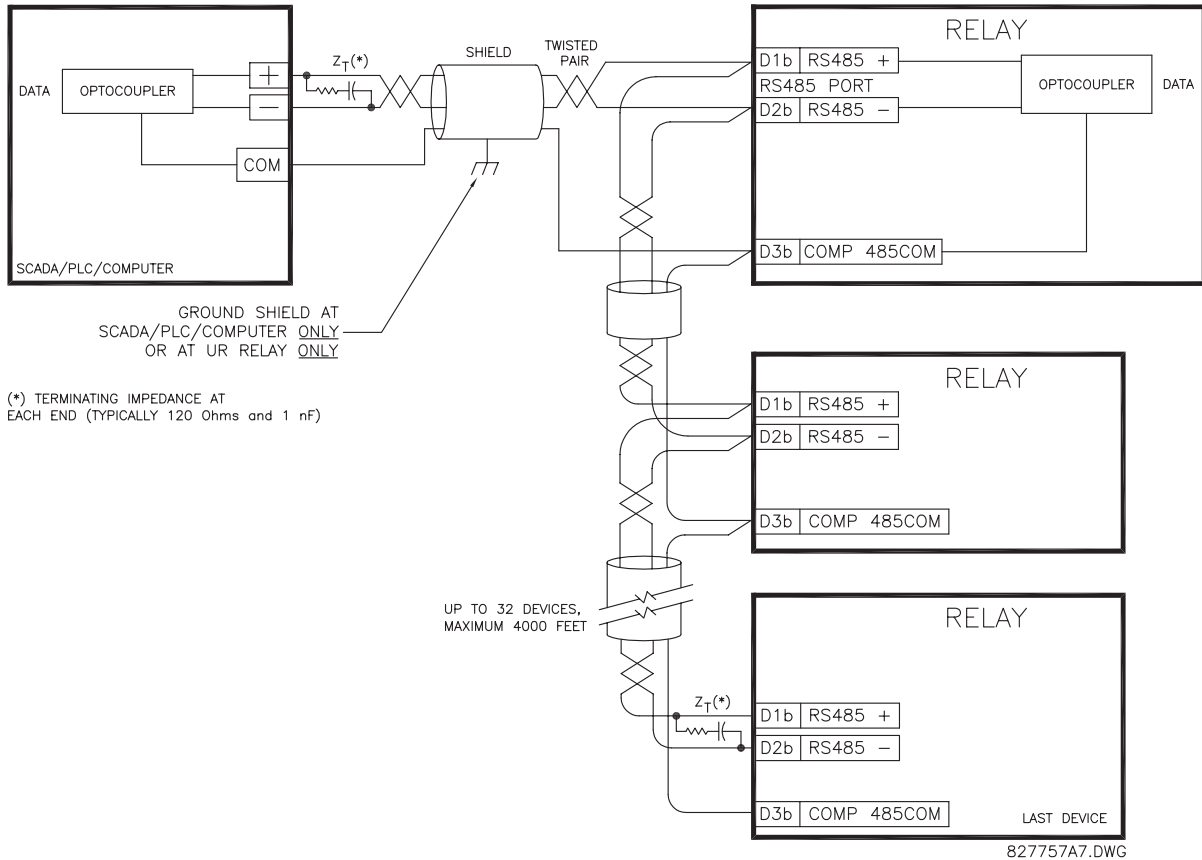 DATA
OPTOCOUPLER
+
−
COM
SCADA/PLC/COMPUTER
ZT(*)
SHIELD
TWISTED
PAIR
GROUND SHIELD AT
SCADA/PLC/COMPUTER ONLY
OR AT UR RELAY ONLY
(*) TERMINATING IMPEDANCE AT
EACH END (TYPICALLY 120 Ohms and 1 nF)
RELAY
D1b RS485 +
RS485 PORT
D2b RS485 −
OPTOCOUPLER
DATA
D3b COMP 485COM
RELAY
D1b RS485 +
D2b RS485 −
D3b COMP 485COM
UP TO 32 DEVICES,
MAXIMUM 4000 FEET
RELAY
ZT(*)
D1b RS485 +
D2b RS485 −
D3b COMP 485COM
LAST DEVICE
827757A7.DWG